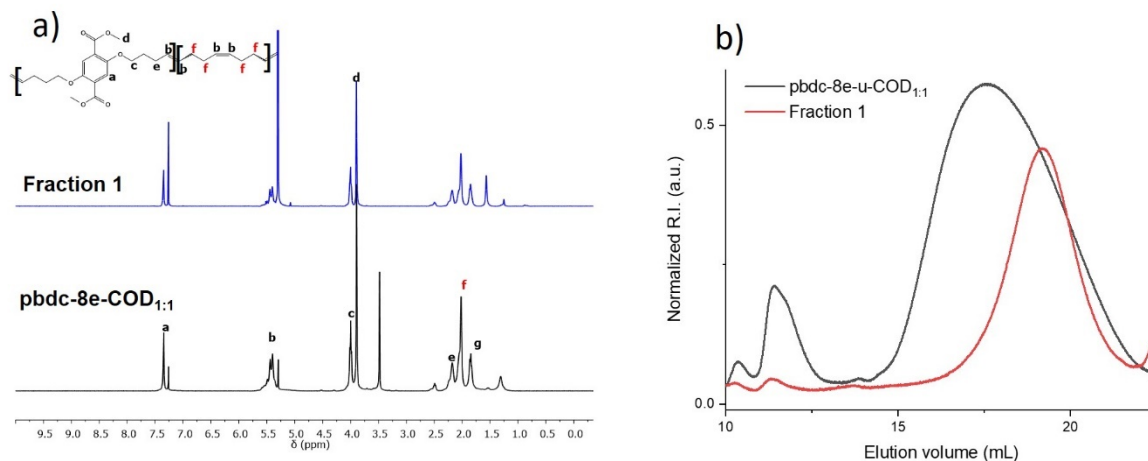 a)
d
O
O
b b b
f f
O
c e b f f
O
a
O
O
d
Fraction 1
pbdc-8e-COD1:1
a
b
c
e
f
g
10.0 9.5 9.0 8.5 8.0 7.5 7.0 6.5 6.0 5.5 5.0 4.5 4.0 3.5 3.0 2.5 2.0 1.5 1.0 0.5 0.0
δ (ppm)
b)
pbdc-8e-u-COD1:1
Fraction 1
Normalized R.I. (a.u.)
0.5
0.0
10 15 20
Elution volume (mL)